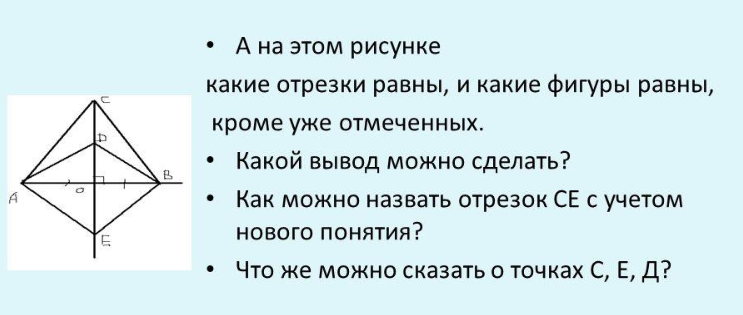 • А на этом рисунке
какие отрезки равны, и какие фигуры равны,
кроме уже отмеченных.
• Какой вывод можно сделать?
• Как можно назвать отрезок СЕ с учетом
нового понятия?
• Что же можно сказать о точках С, Е, Д?
C
D
A
O
B
E